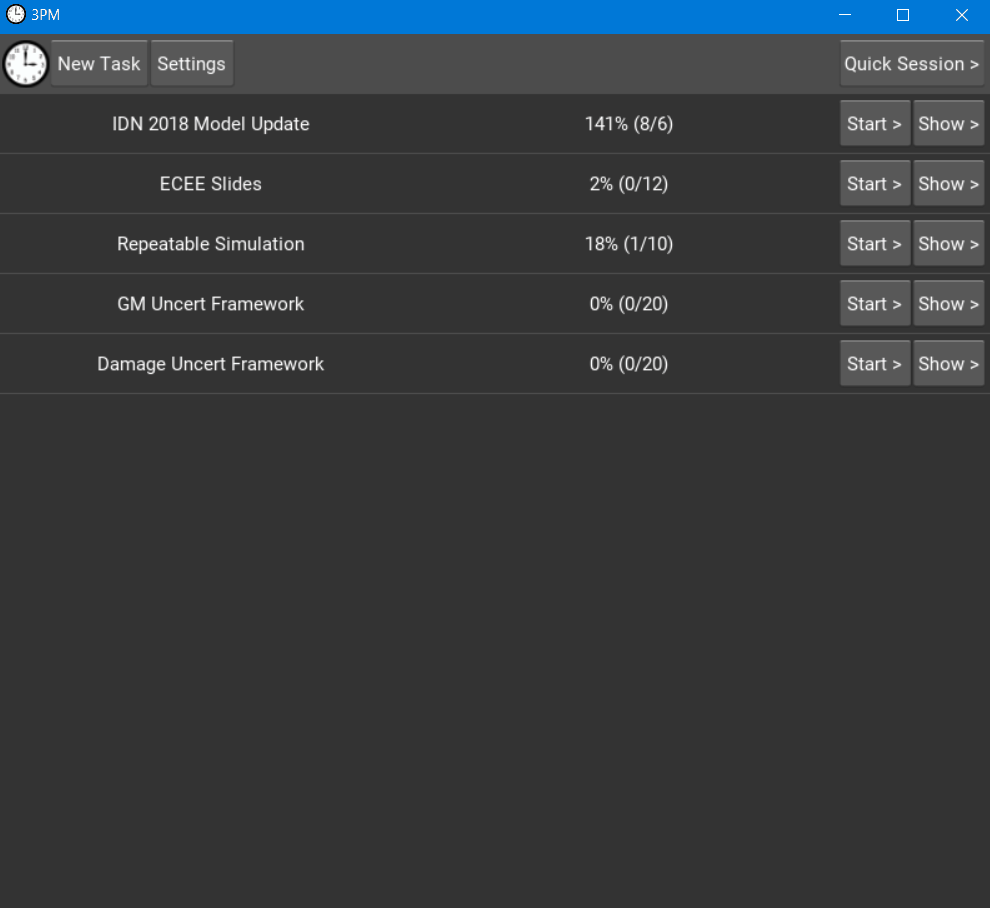 3PM
New Task Settings Quick Session >
IDN 2018 Model Update 141% (8/6) Start > Show >
ECEE Slides 2% (0/12) Start > Show >
Repeatable Simulation 18% (1/10) Start > Show >
GM Uncert Framework 0% (0/20) Start > Show >
Damage Uncert Framework 0% (0/20) Start > Show >